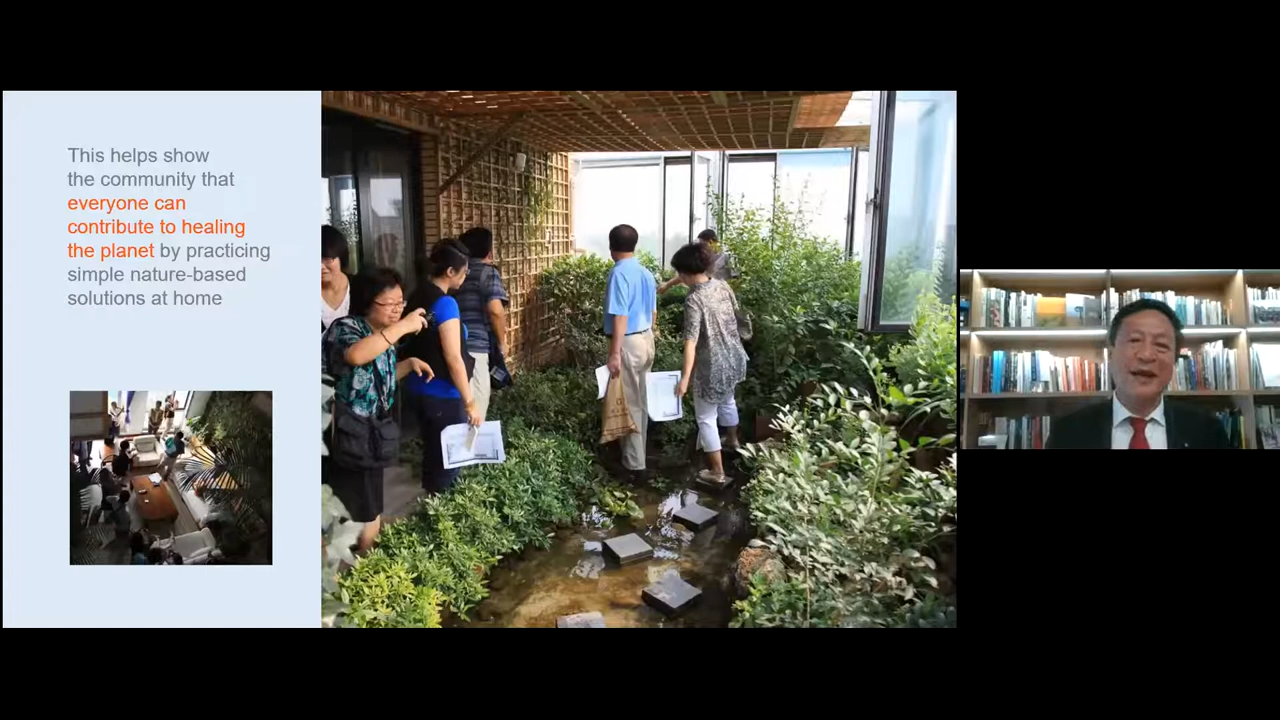 This helps show
the community that
everyone can
contribute to healing
the planet by practicing
simple nature-based
solutions at home